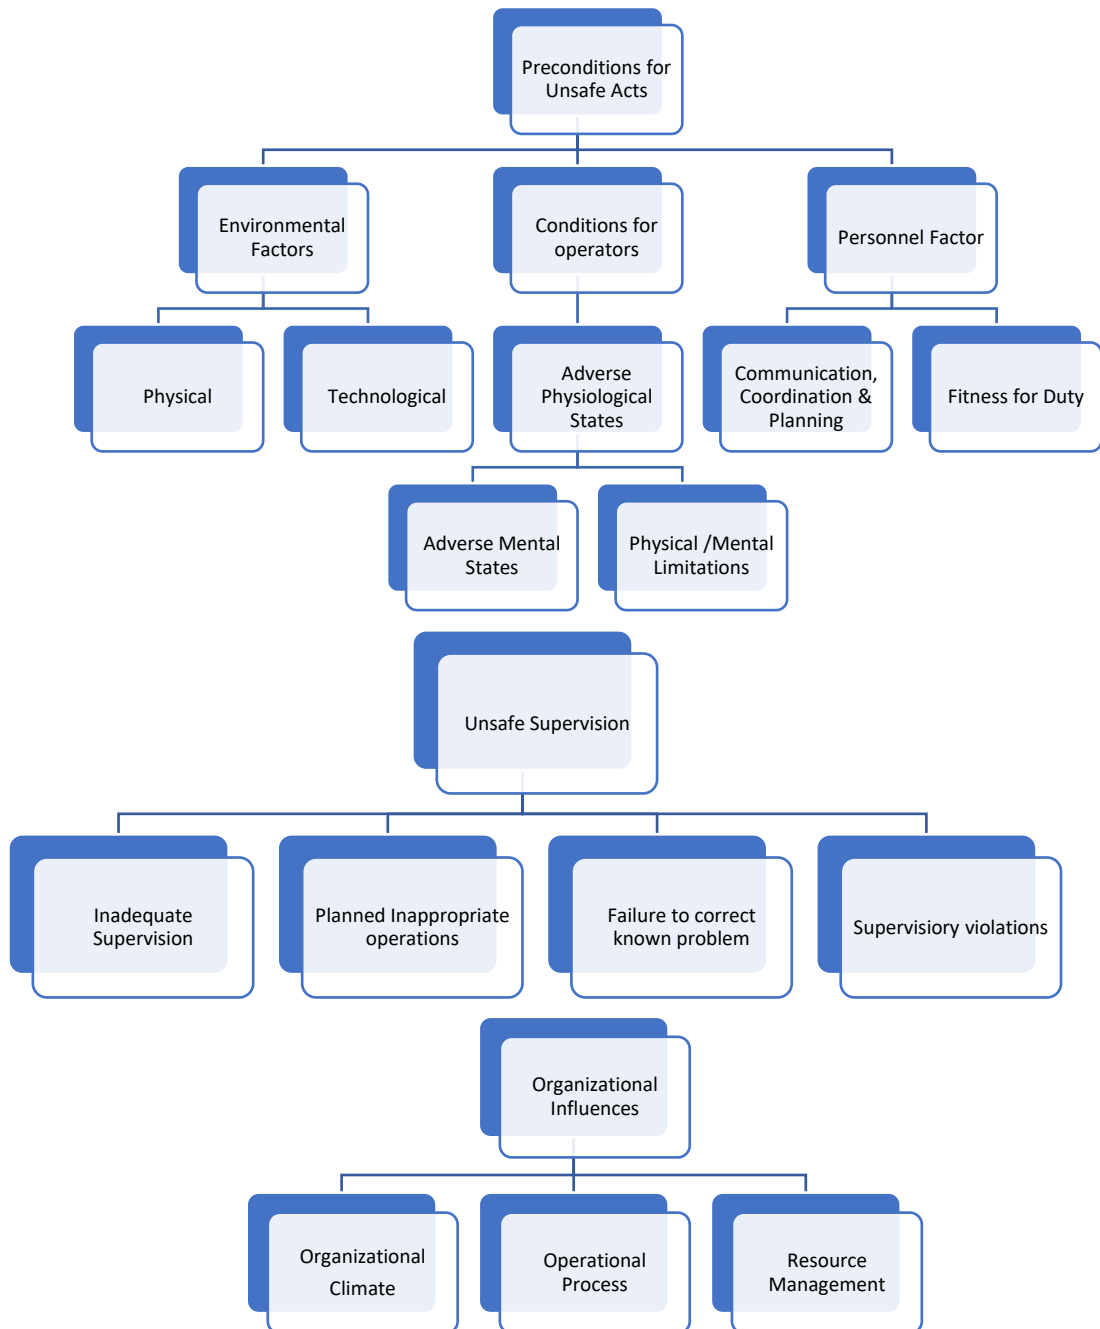 Preconditions for
Unsafe Acts
Environmental
Factors
Conditions for
operators
Personnel Factor
Physical
Technological
Adverse
Physiological
States
Communication,
Coordination &
Planning
Fitness for Duty
Adverse Mental
States
Physical /Mental
Limitations
Unsafe Supervision
Inadequate
Supervision
Planned Inappropriate
operations
Failure to correct
known problem
Supervisiory violations
Organizational
Influences
Organizational
Climate
Operational
Process
Resource
Management